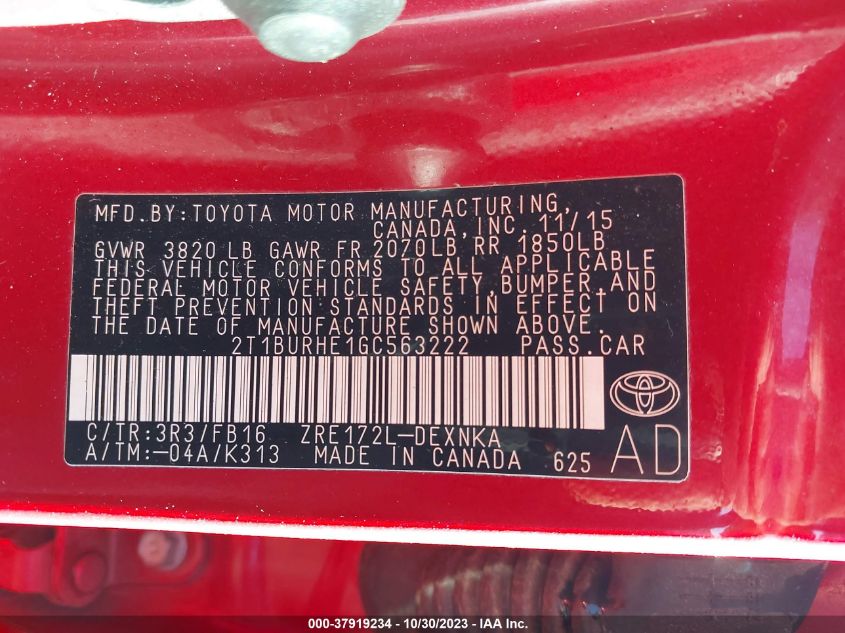 MFD.BY:TOYOTA MOTOR MANUFACTURING,
CANADA,INC. 11/15
GVWR 3820 LB GAWR FR 2070LB RR 1850LB
THIS VEHICLE CONFORMS TO ALL APPLICABLE
FEDERAL MOTOR VEHICLE SAFETY BUMPER,AND
THEFT PREVENTION STANDARDS IN EFFECT ON
THE DATE OF MANUFACTURE SHOWN ABOVE.
2T1BURHE1GC563222 PASS.CAR
C/TR:3R3/FB16 ZRE172L-DEXNKA
A/TM:-04A/K313 MADE IN CANADA 625
AD
000-37919234 - 10/30/2023 - IAA Inc.